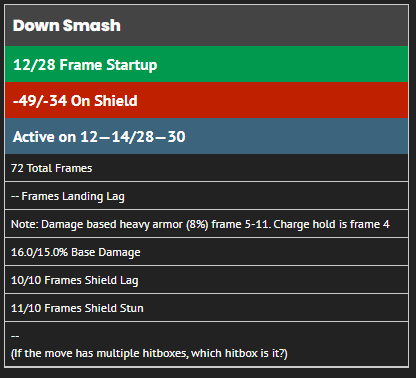 Down Smash
12/28 Frame Startup
-49/-34 On Shield
Active on 12—14/28—30
72 Total Frames
-- Frames Landing Lag
Note: Damage based heavy armor (8%) frame 5-11. Charge hold is frame 4
16.0/15.0% Base Damage
10/10 Frames Shield Lag
11/10 Frames Shield Stun
--
(If the move has multiple hitboxes, which hitbox is it?)